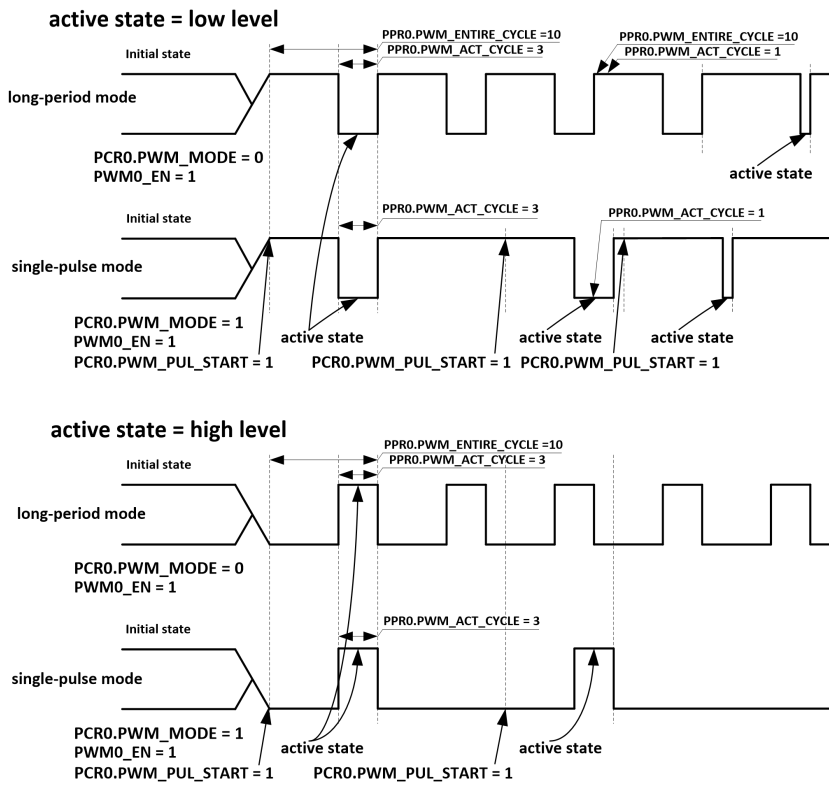 active state = low level
Initial state
PPR0.PWM_ENTIRE_CYCLE =10
PPR0.PWM_ACT_CYCLE = 3
PPR0.PWM_ENTIRE_CYCLE =10
PPR0.PWM_ACT_CYCLE = 1
long-period mode
PCR0.PWM_MODE = 0
PWM0_EN = 1
active state
Initial state
PPR0.PWM_ACT_CYCLE = 3
PPR0.PWM_ACT_CYCLE = 1
single-pulse mode
PCR0.PWM_MODE = 1
PWM0_EN = 1
PCR0.PWM_PUL_START = 1
active state
active state
active state
PCR0.PWM_PUL_START = 1
PCR0.PWM_PUL_START = 1
active state = high level
Initial state
PPR0.PWM_ENTIRE_CYCLE =10
PPR0.PWM_ACT_CYCLE = 3
long-period mode
PCR0.PWM_MODE = 0
PWM0_EN = 1
Initial state
PPR0.PWM_ACT_CYCLE = 3
single-pulse mode
PCR0.PWM_MODE = 1
PWM0_EN = 1
PCR0.PWM_PUL_START = 1
active state
active state
PCR0.PWM_PUL_START = 1